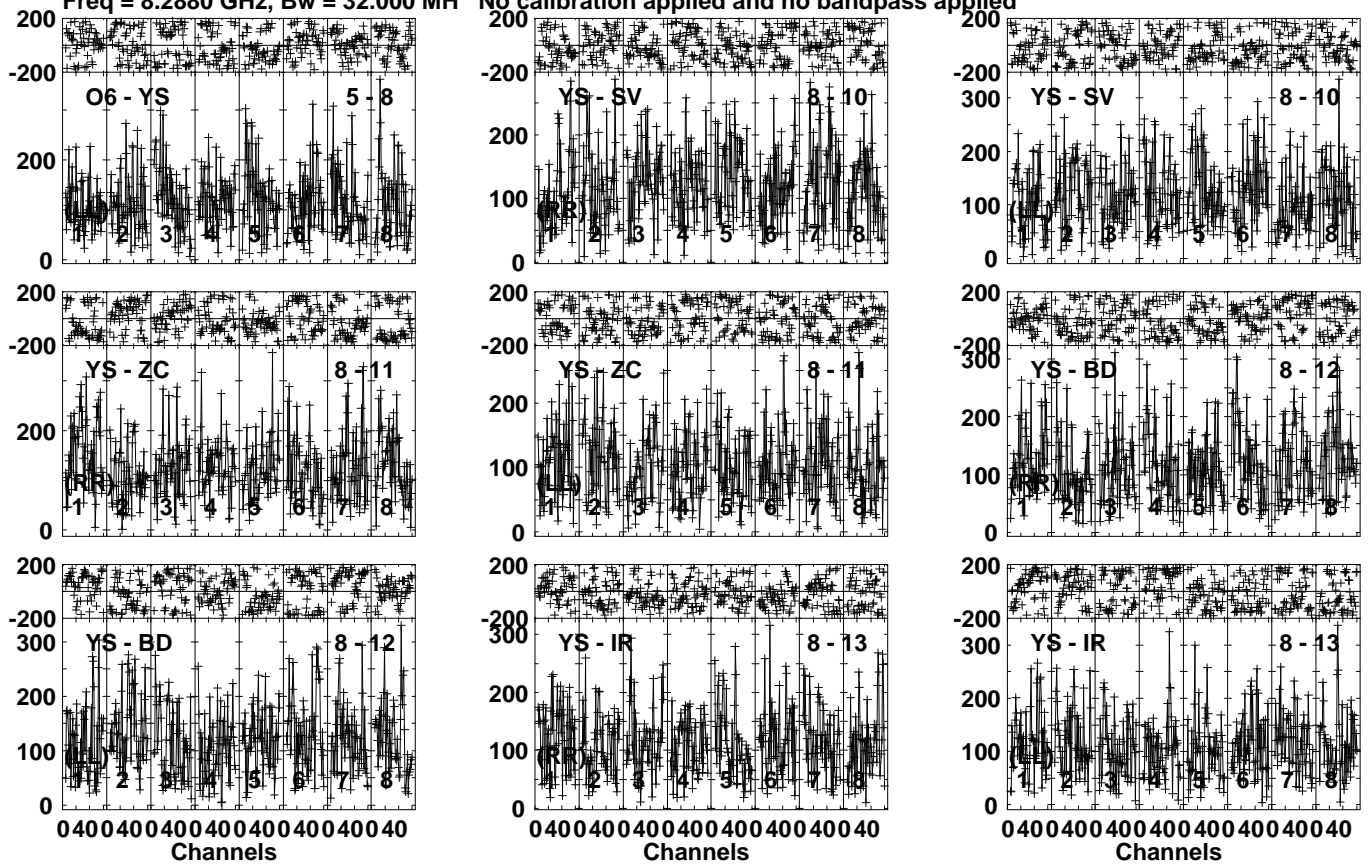 Freq = 8.2880 GHz, Bw = 32.000 MH No calibration applied and no bandpass applied
200 200 200
-200 -200 -200
O6 - YS 5 - 8 YS - SV 8 - 10 YS - SV 8 - 10
300
200 200 200
100 100
(LL) (RR) (LL)
1 2 3 4 5 6 7 8 1 2 3 4 5 6 7 8 1 2 3 4 5 6 7 8
0 0 0
200 200 200
-200 -200 -200
YS - ZC 8 - 11 YS - ZC 8 - 11 YS - BD 8 - 12
300
200 200 200
100 100
(RR) (LL) (RR)
1 2 3 4 5 6 7 8 1 2 3 4 5 6 7 8 1 2 3 4 5 6 7 8
0 0 0
200 200 200
-200 -200 -200
YS - BD 8 - 12 YS - IR 8 - 13 YS - IR 8 - 13
300 300 300
200 200 200
100 100 100
(LL) (RR) (LL)
1 2 3 4 5 6 7 8 1 2 3 4 5 6 7 8 1 2 3 4 5 6 7 8
0 0 0
0 40 0 40 0 40 0 40 0 40 0 40 0 40 0 40 0 40 0 40 0 40 0 40 0 40 0 40 0 40 0 40 0 40 0 40 0 40 0 40 0 40 0 40 0 40 0 40
Channels Channels Channels